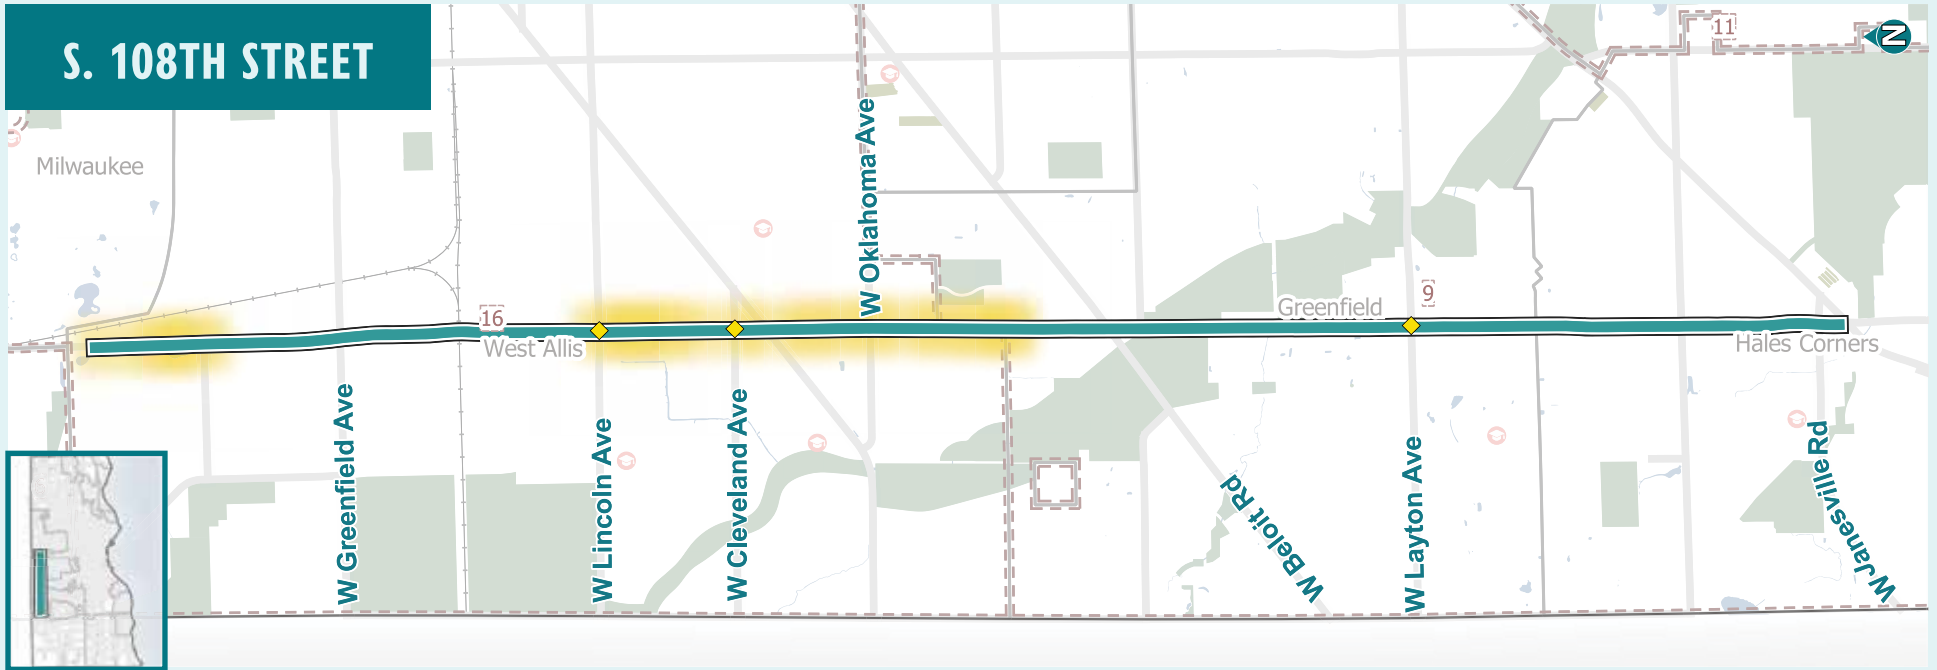 S. 108TH STREET
11
N
Milwaukee
W Oklahoma Ave
9
Greenfield
16
West Allis
Hales Corners
W Greenfield Ave
W Lincoln Ave
W Cleveland Ave
W Beloit Rd
W Layton Ave
W Janesville Rd